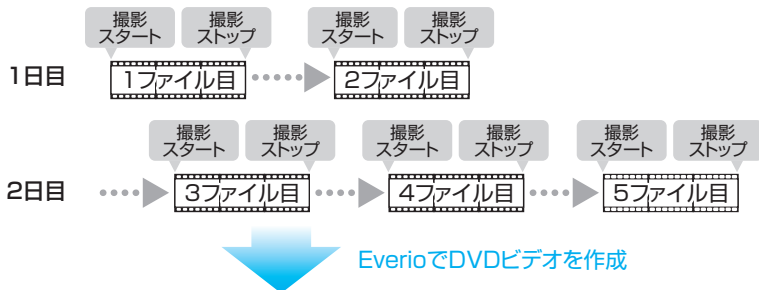 撮影
スタート
撮影
ストップ
撮影
スタート
撮影
ストップ
1日目
1ファイル目
2ファイル目
撮影
スタート
撮影
ストップ
撮影
スタート
撮影
ストップ
撮影
スタート
撮影
ストップ
2日目
3ファイル目
4ファイル目
5ファイル目
EverioでDVDビデオを作成